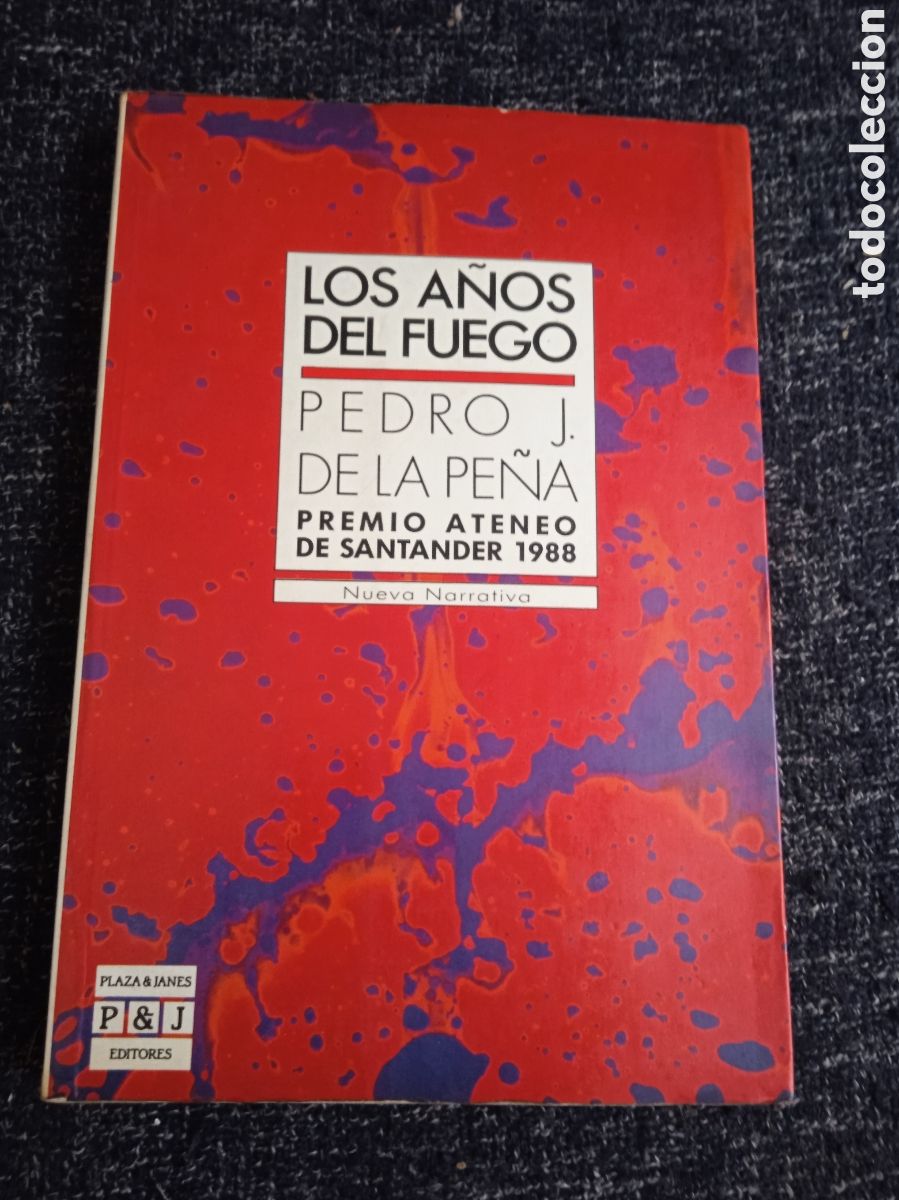 LOS AÑOS
DEL FUEGO
PEDRO J.
DE LA PEÑA
PREMIO ATENEO
DE SANTANDER 1988
Nueva Narrativa
PLAZA & JANES
P & J
EDITORES
todocoleccion